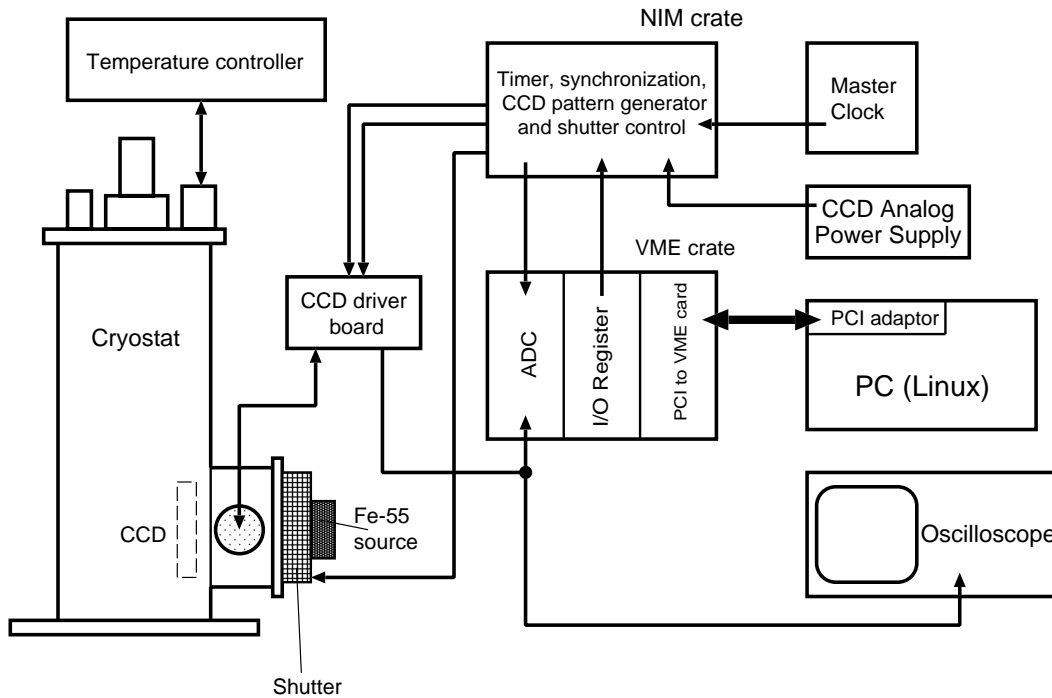 NIM crate
Temperature controller
Timer, synchronization,
CCD pattern generator
and shutter control
Master
Clock
CCD Analog
Power Supply
VME crate
CCD driver
board
Cryostat
ADC
I/O Register
PCI to VME card
PCI adaptor
PC (Linux)
CCD
Fe-55
source
Oscilloscope
Shutter